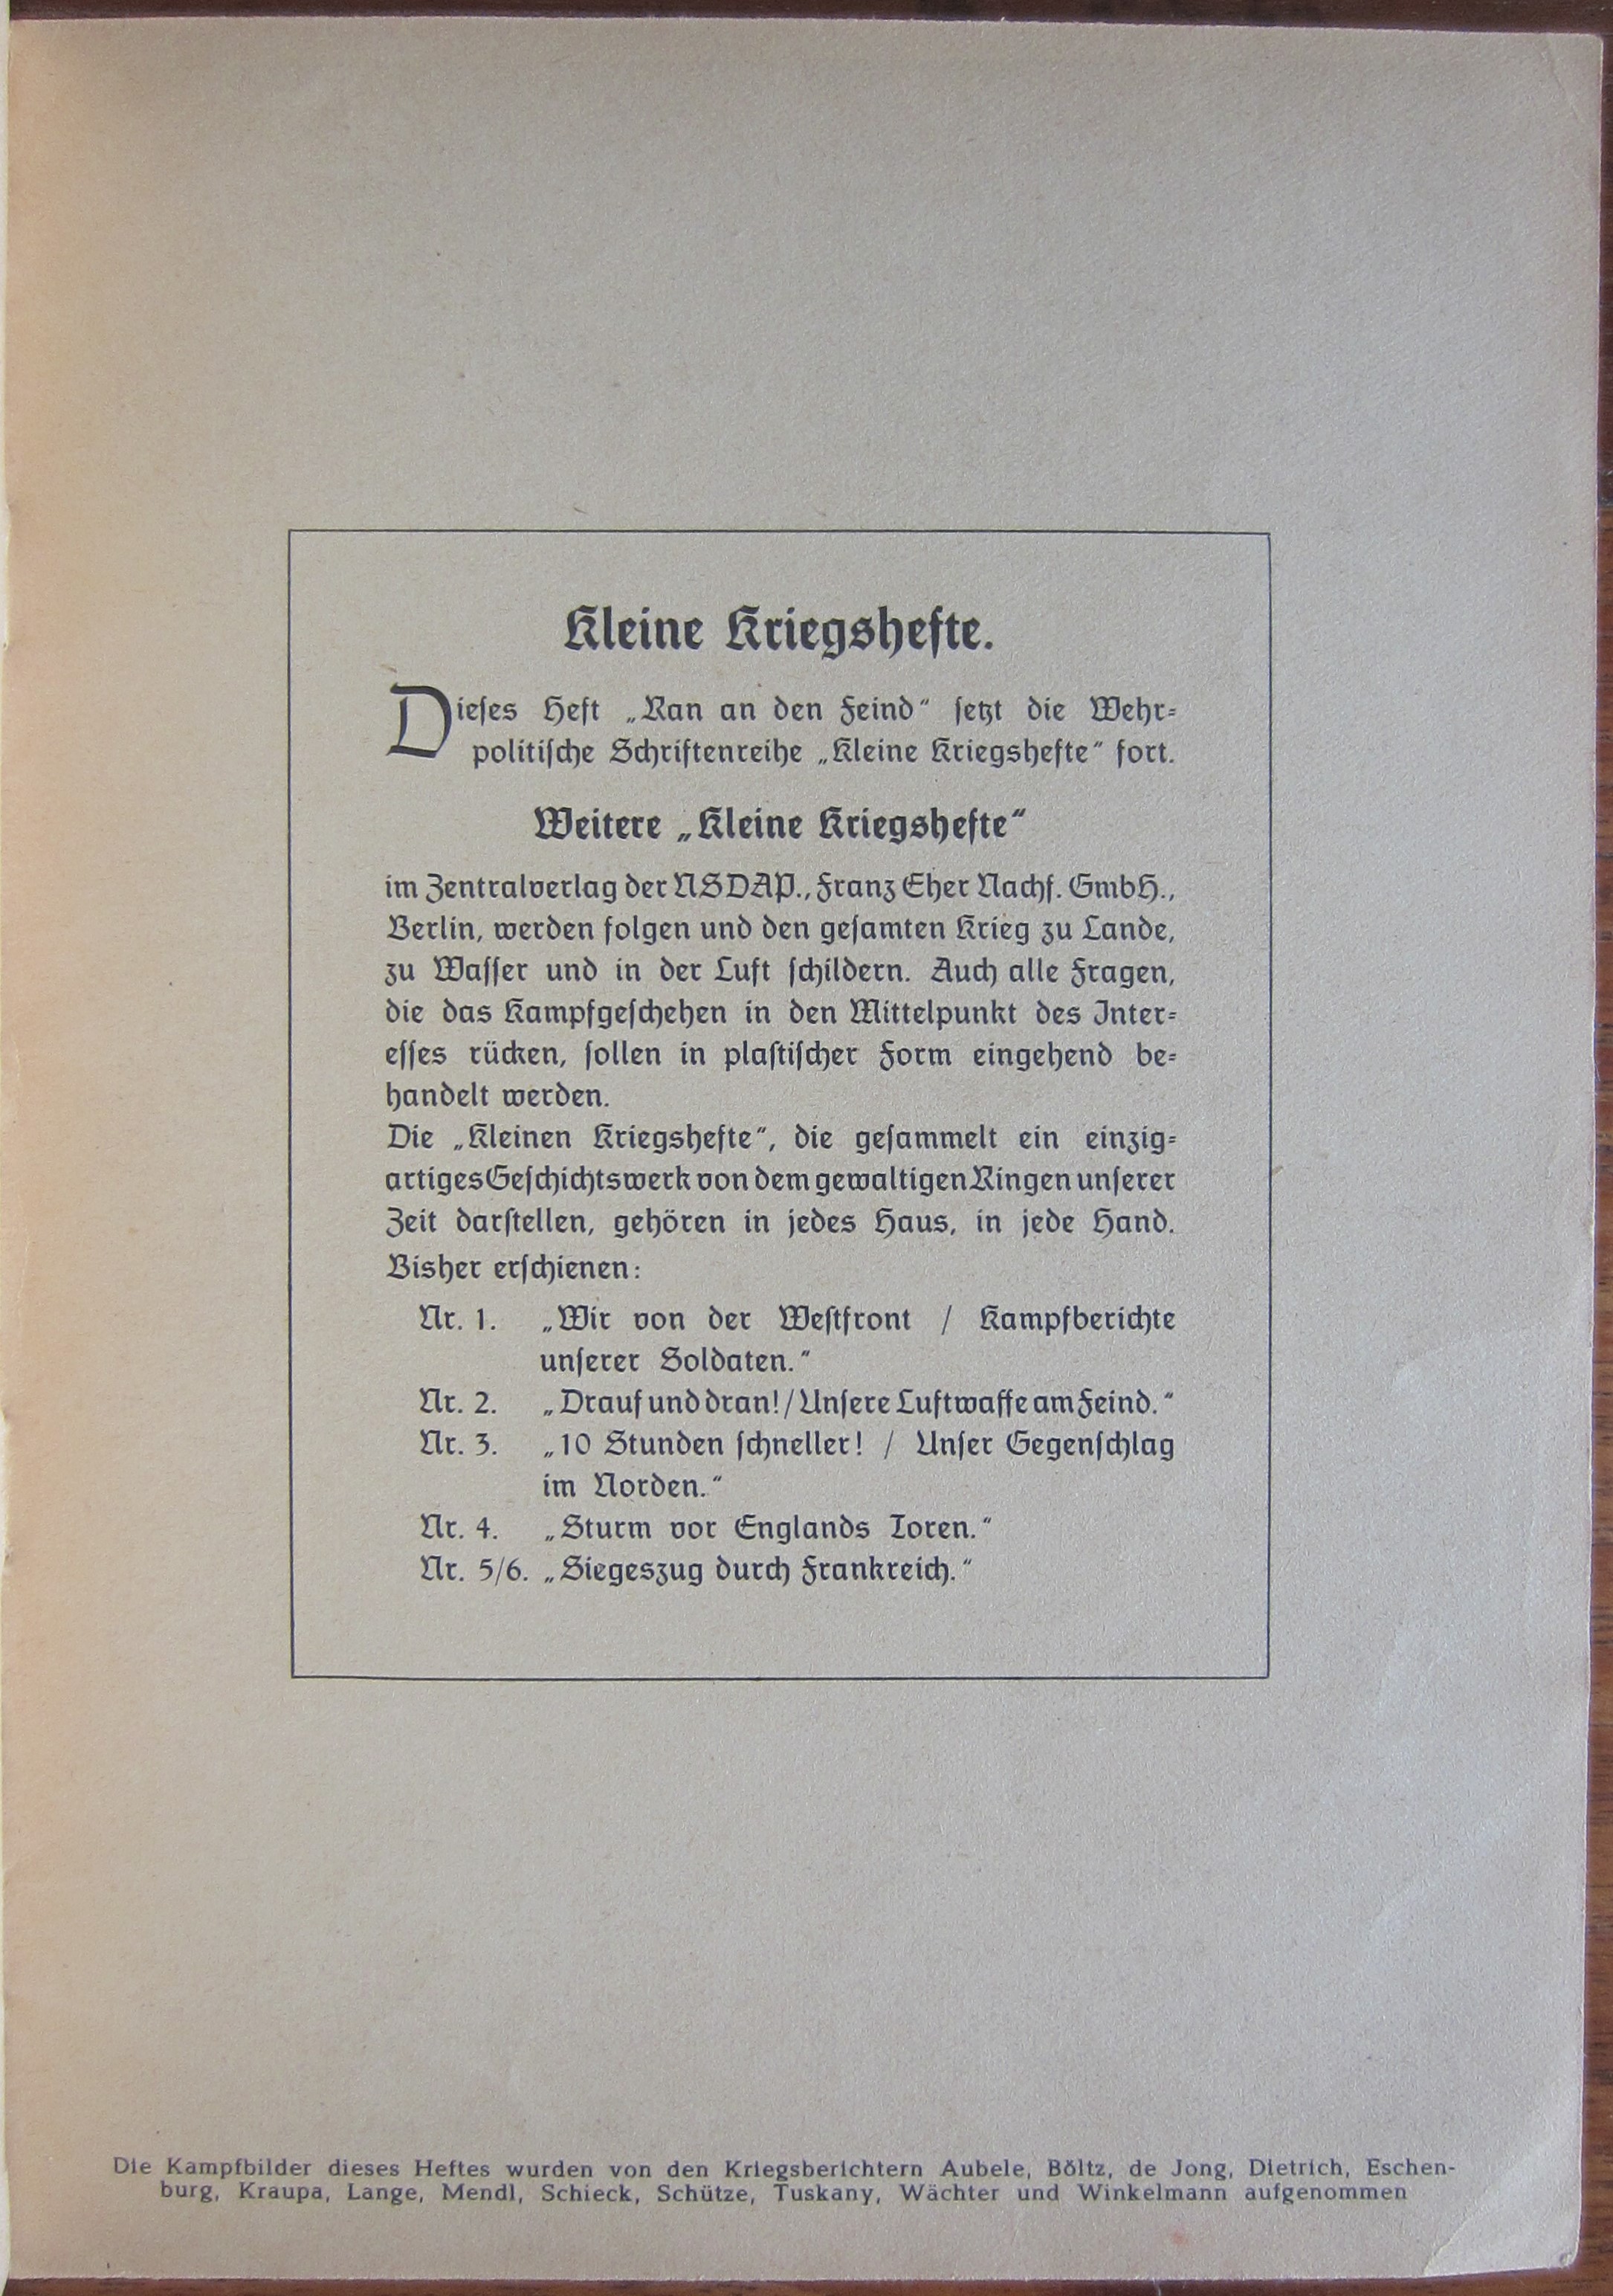 Kleine Kriegshefte.
Dieses Heft „Ran an den Feind“ setzt die Wehr-
politische Schriftenreihe „Kleine Kriegshefte“ fort.
Weitere „Kleine Kriegshefte“
im Zentralverlag der NSDAP., Franz Eher Nachf. GmbH.,
Berlin, werden folgen und den gesamten Krieg zu Lande,
zu Wasser und in der Luft schildern. Auch alle Fragen,
die das Kampfgeschehen in den Mittelpunkt des Inter-
esses rücken, sollen in plastischer Form eingehend be-
handelt werden.
Die „Kleinen Kriegshefte“, die gesammelt ein einzig-
artiges Geschichtswerk von dem gewaltigen Ringen unserer
Zeit darstellen, gehören in jedes Haus, in jede Hand.
Bisher erschienen:
Nr. 1. „Wir von der Westfront / Kampfberichte
unserer Soldaten.“
Nr. 2. „Drauf und dran! / Unsere Luftwaffe am Feind.“
Nr. 3. „10 Stunden schneller! / Unser Gegenschlag
im Norden.“
Nr. 4. „Sturm vor Englands Toren.“
Nr. 5/6. „Siegeszug durch Frankreich.“
Die Kampfbilder dieses Heftes wurden von den Kriegsberichtern Aubele, Böltz, de Jong, Dietrich, Eschen-
burg, Kraupa, Lange, Mendl, Schieck, Schütze, Tuskany, Wächter und Winkelmann aufgenommen